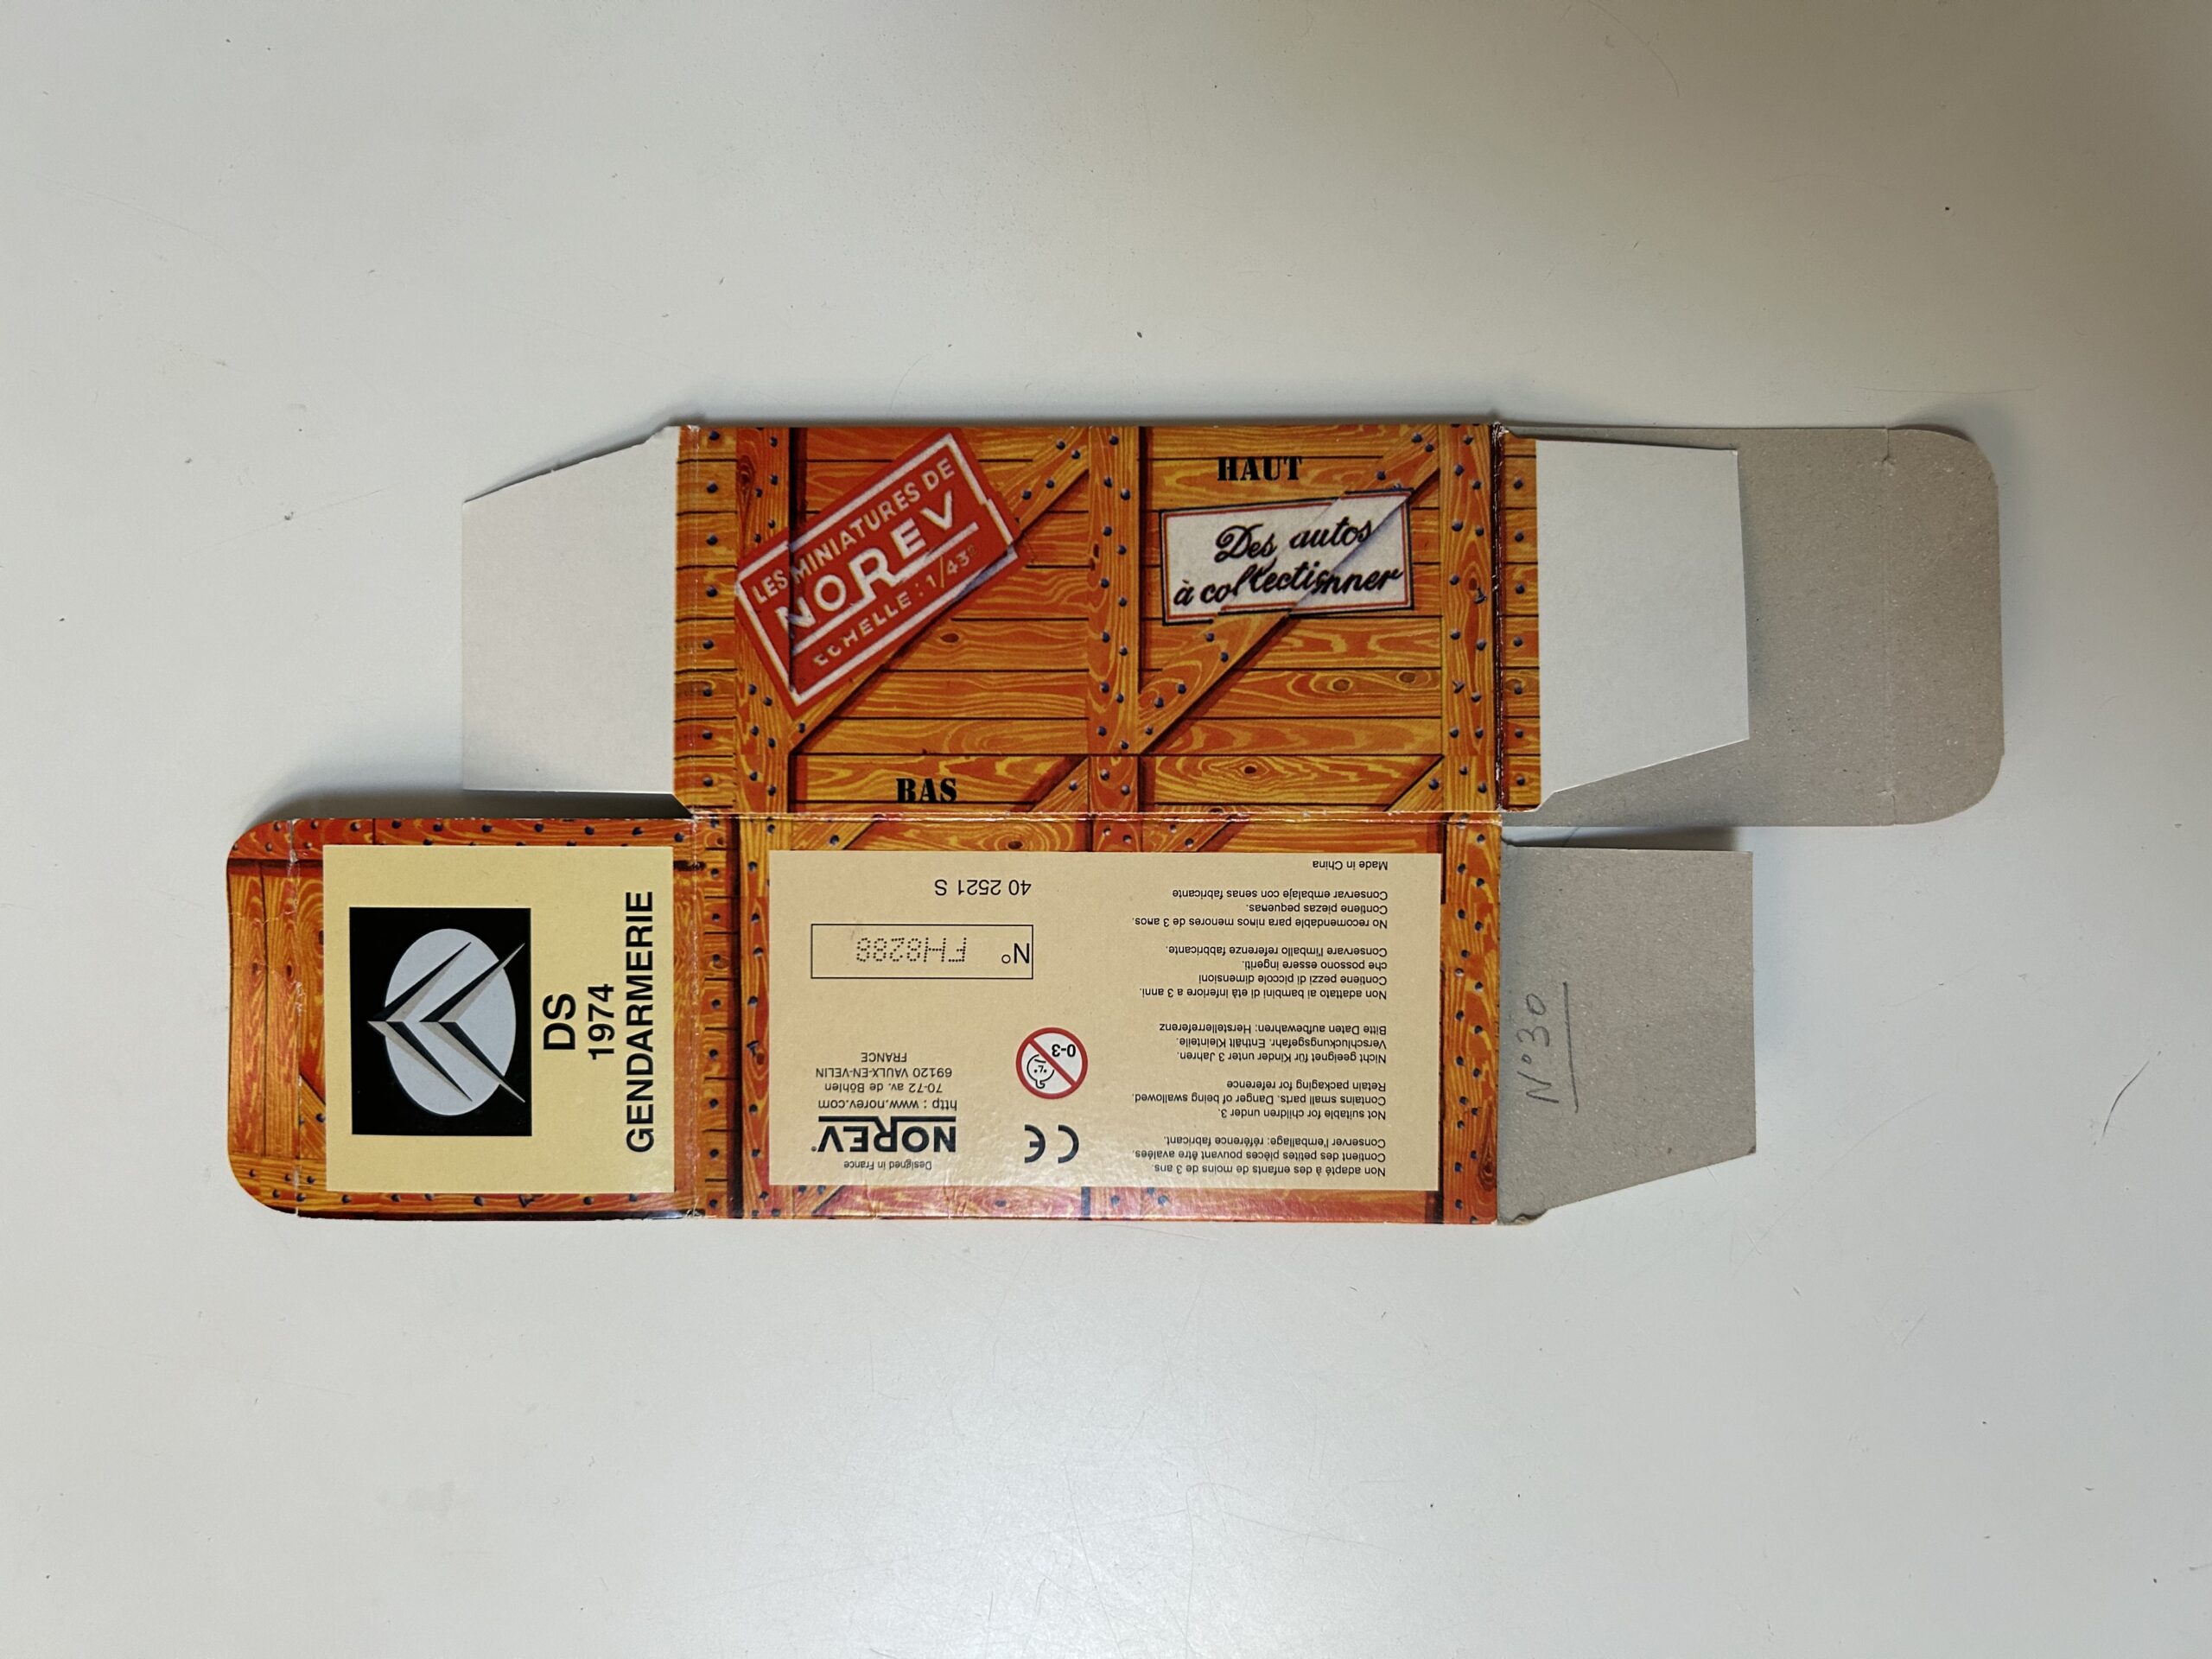 LES MINIATURES DE
NOREV
ECHELLE : 1/43e
HAUT
Des autos
à collectionner
BAS
DS
1974
GENDARMERIE
Designed in France
NOREV®
http : www.norev.com
70-72 av. de Böhlen
69120 VAULX-EN-VELIN
FRANCE
N°
40 2521 S
CE
0-3
Non adapté à des enfants de moins de 3 ans.
Contient des petites pièces pouvant être avalées.
Conserver l'emballage: référence fabricant.
Not suitable for children under 3.
Contains small parts. Danger of being swallowed.
Retain packaging for reference
Nicht geeignet für Kinder unter 3 Jahren.
Verschluckungsgefahr. Enthält Kleinteile.
Bitte Daten aufbewahren: Herstellerreferenz
Non adattato ai bambini di età inferiore a 3 anni.
Contiene pezzi di piccole dimensioni
che possono essere ingeriti.
Conservare l'imballo referenze fabbricante.
No recomendable para ninos menores de 3 anos.
Contiene piezas pequenas.
Conservar embalaje con senas fabricante
Made in China
N°30